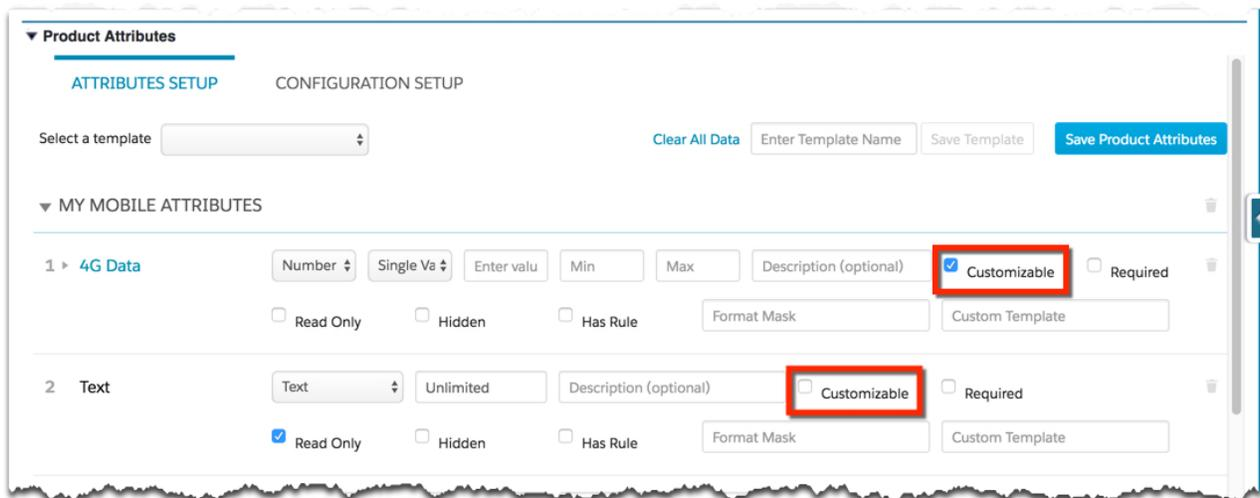 Product Attributes
ATTRIBUTES SETUP CONFIGURATION SETUP
Select a template Clear All Data Enter Template Name Save Template Save Product Attributes
MY MOBILE ATTRIBUTES
1 4G Data Number Single Va Enter valu Min Max Description (optional) Customizable Required
Read Only Hidden Has Rule Format Mask Custom Template
2 Text Text Unlimited Description (optional) Customizable Required
Read Only Hidden Has Rule Format Mask Custom Template